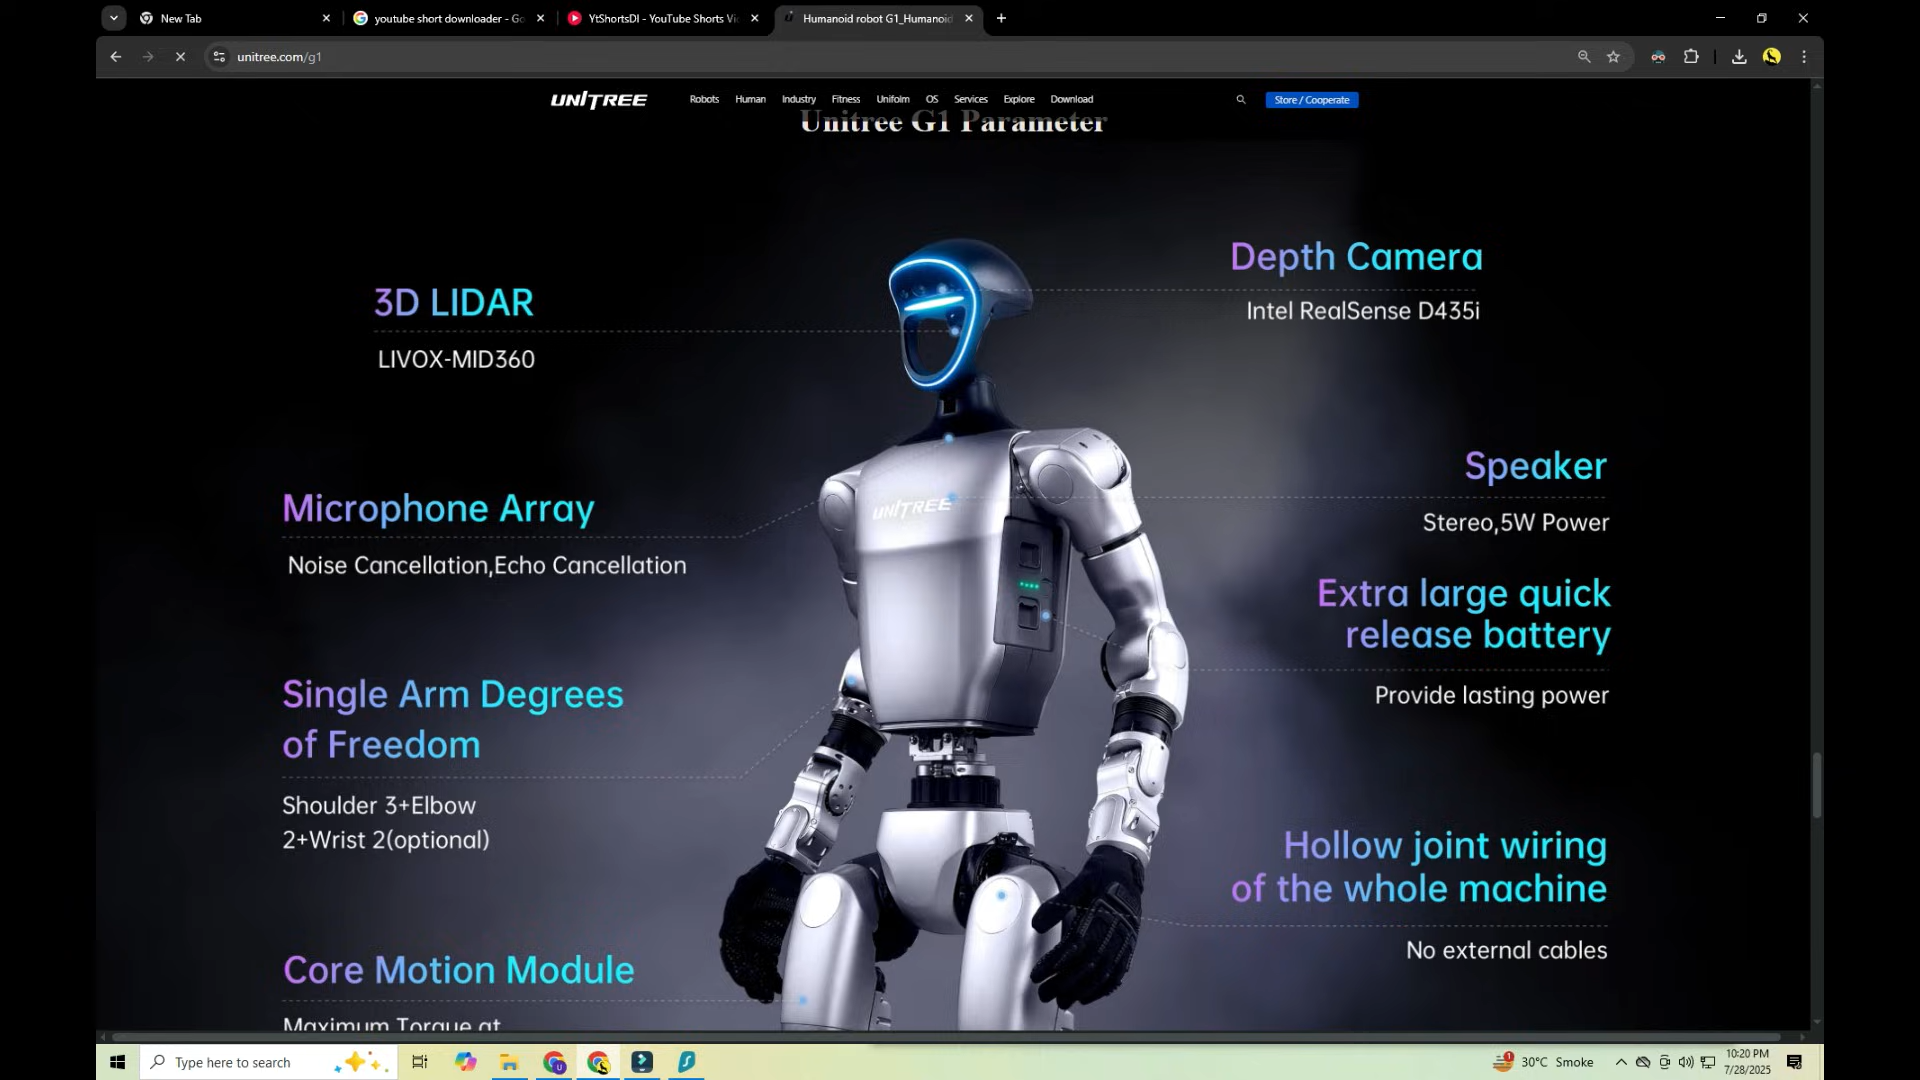 New Tab
youtube short downloader - Go
YtShortsDl - YouTube Shorts Vi
Humanoid robot G1_Humanoid
unitree.com/g1
UNITREE
Robots Human Industry Fitness Unifolm OS Services Explore Download
Store / Cooperate
Unitree G1 Parameter
Depth Camera
Intel RealSense D435i
3D LIDAR
LIVOX-MID360
Speaker
Stereo,5W Power
Microphone Array
Noise Cancellation,Echo Cancellation
UNITREE
Extra large quick
release battery
Provide lasting power
Single Arm Degrees
of Freedom
Shoulder 3+Elbow
2+Wrist 2(optional)
Hollow joint wiring
of the whole machine
No external cables
Core Motion Module
Maximum Torque at
Type here to search
1
30°C Smoke
10:20 PM
7/28/2025